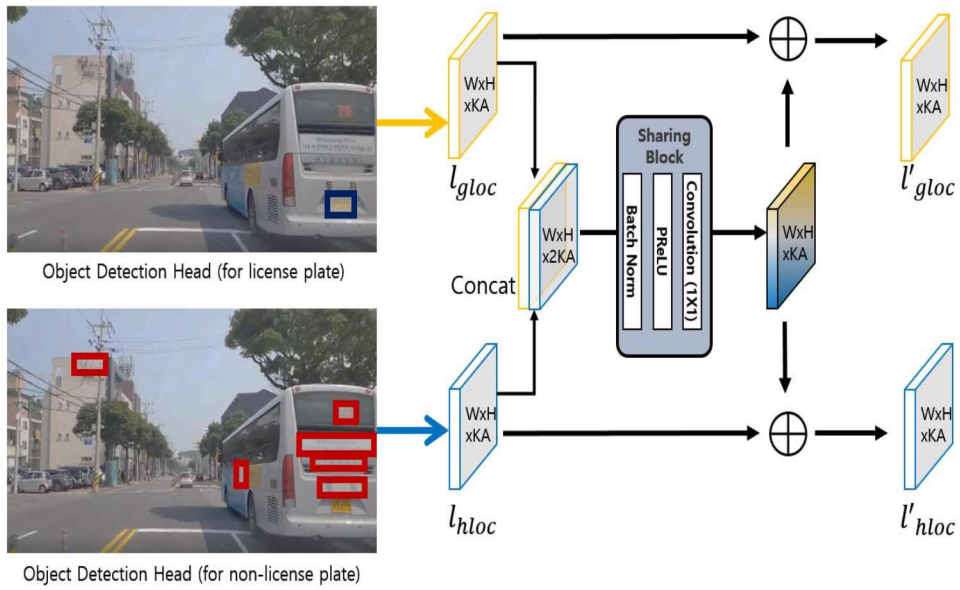 WxH
xKA
l_gloc
Object Detection Head (for license plate)
Concat
WxH
x2KA
Sharing
Block
Batch Norm
PReLU
Convolution (1X1)
WxH
xKA
WxH
xKA
l'_gloc
WxH
xKA
l_hloc
Object Detection Head (for non-license plate)
WxH
xKA
l'_hloc